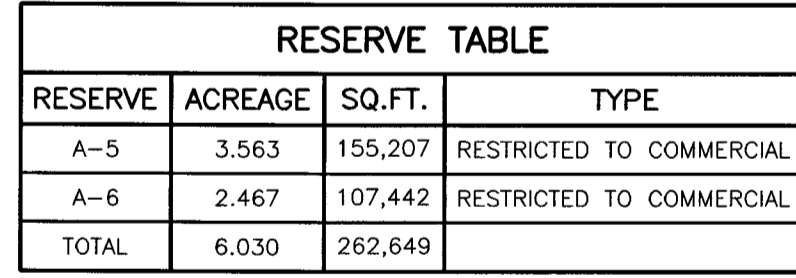 RESERVE TABLE
RESERVE ACREAGE SQ.FT. TYPE
A-5 3.563 155,207 RESTRICTED TO COMMERCIAL
A-6 2.467 107,442 RESTRICTED TO COMMERCIAL
TOTAL 6.030 262,649